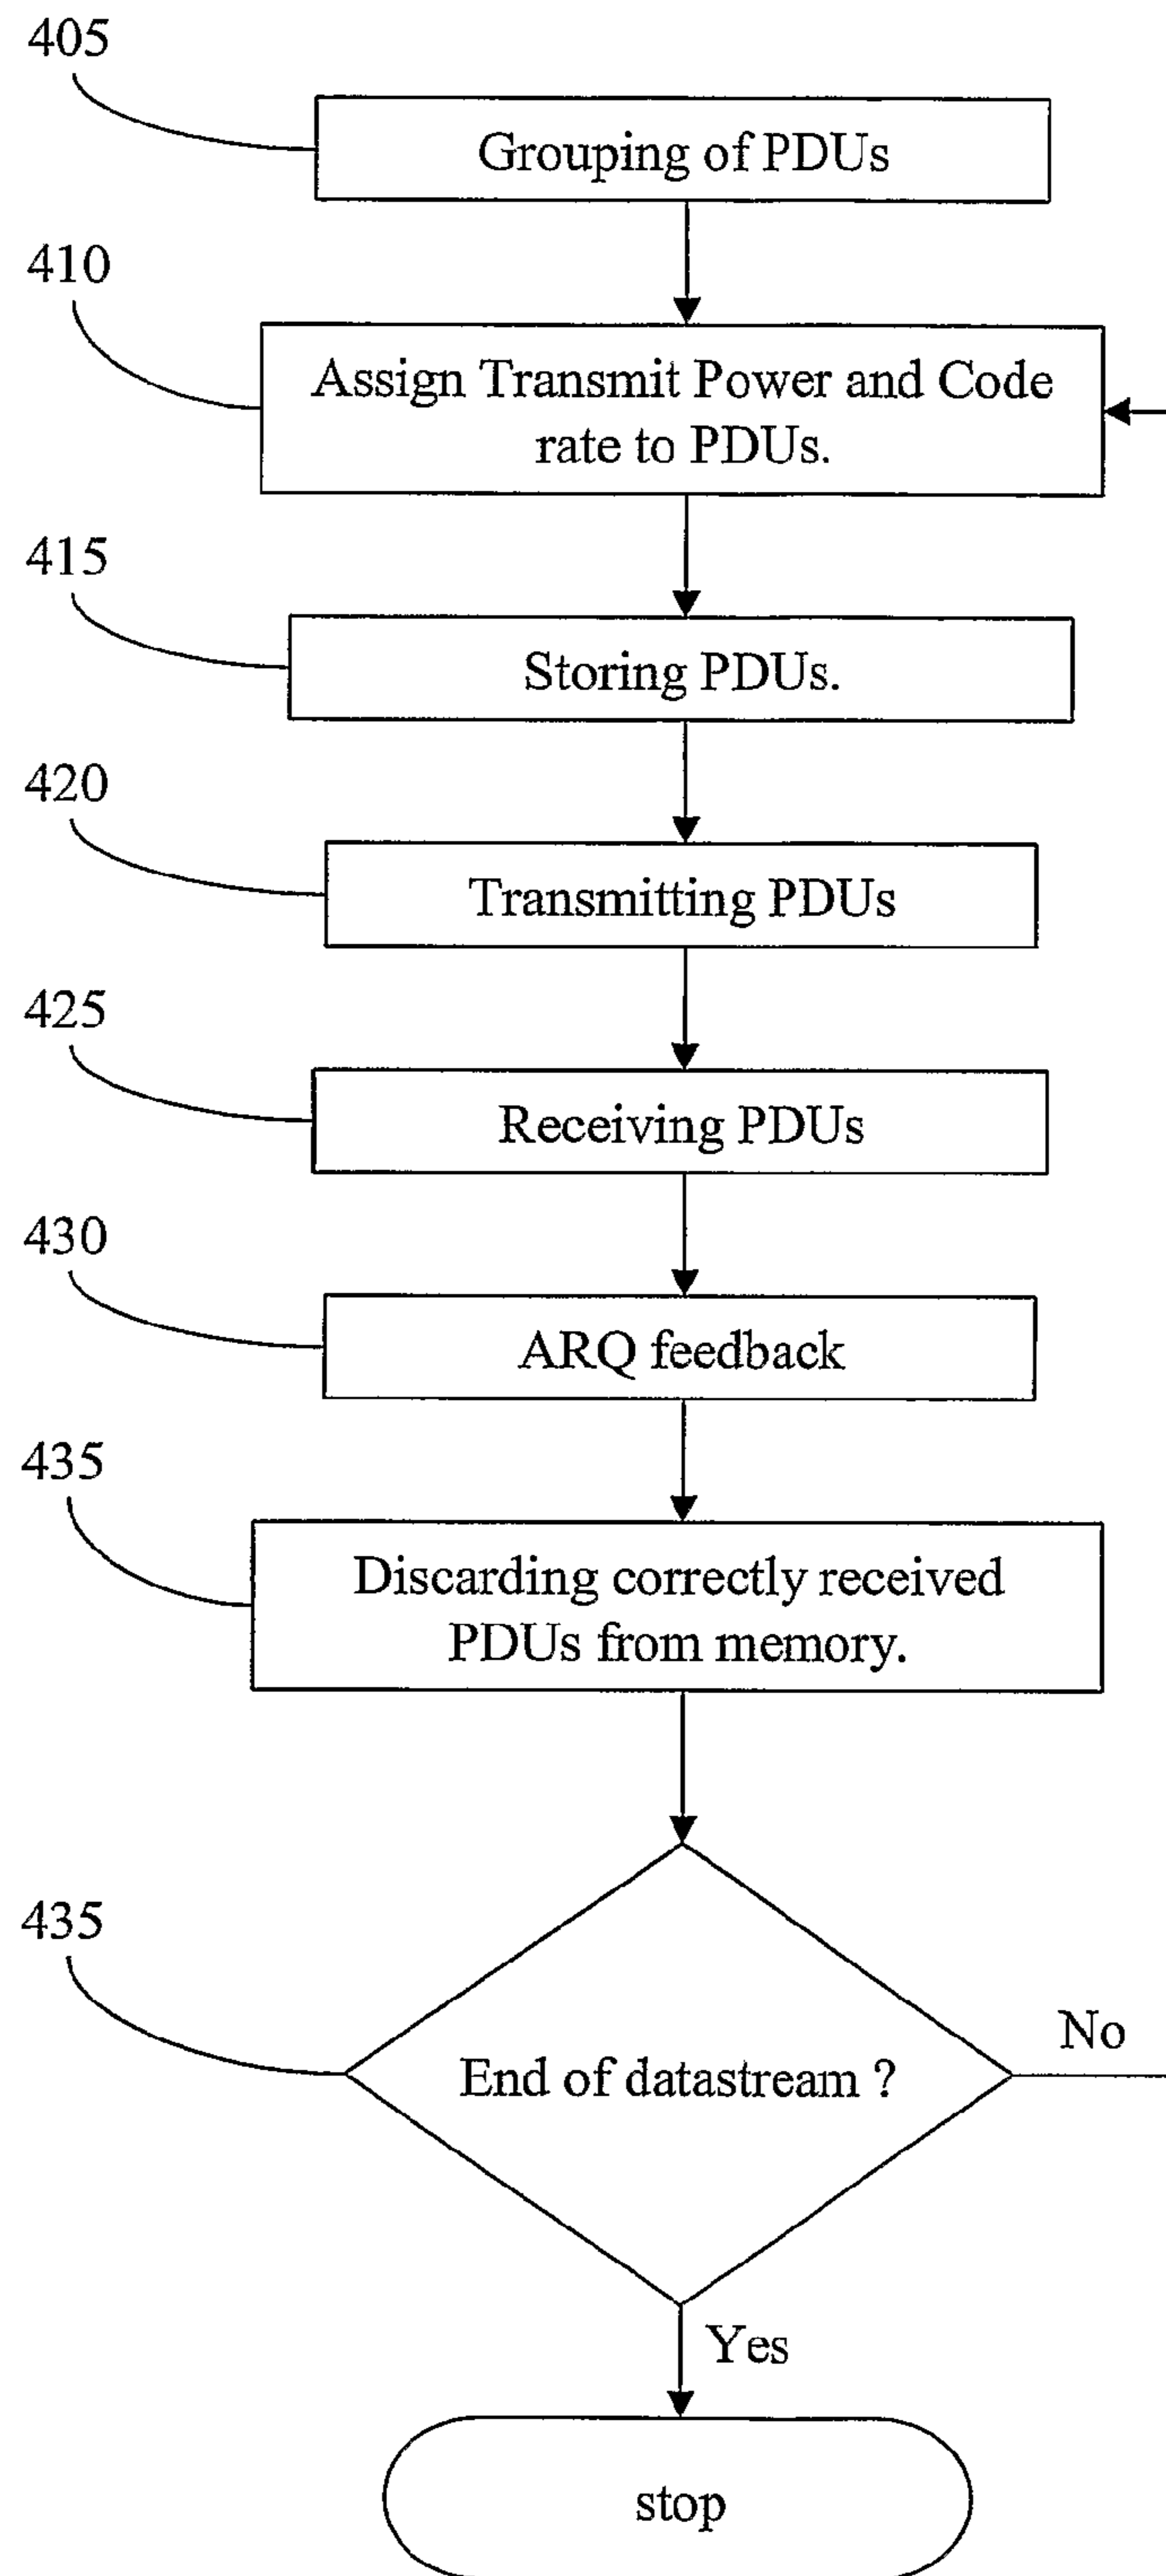 405
Grouping of PDUs
410
Assign Transmit Power and Code
rate to PDUs.
415
Storing PDUs.
420
Transmitting PDUs
425
Receiving PDUs
430
ARQ feedback
435
Discarding correctly received
PDUs from memory.
435
End of datastream ?
No
Yes
stop